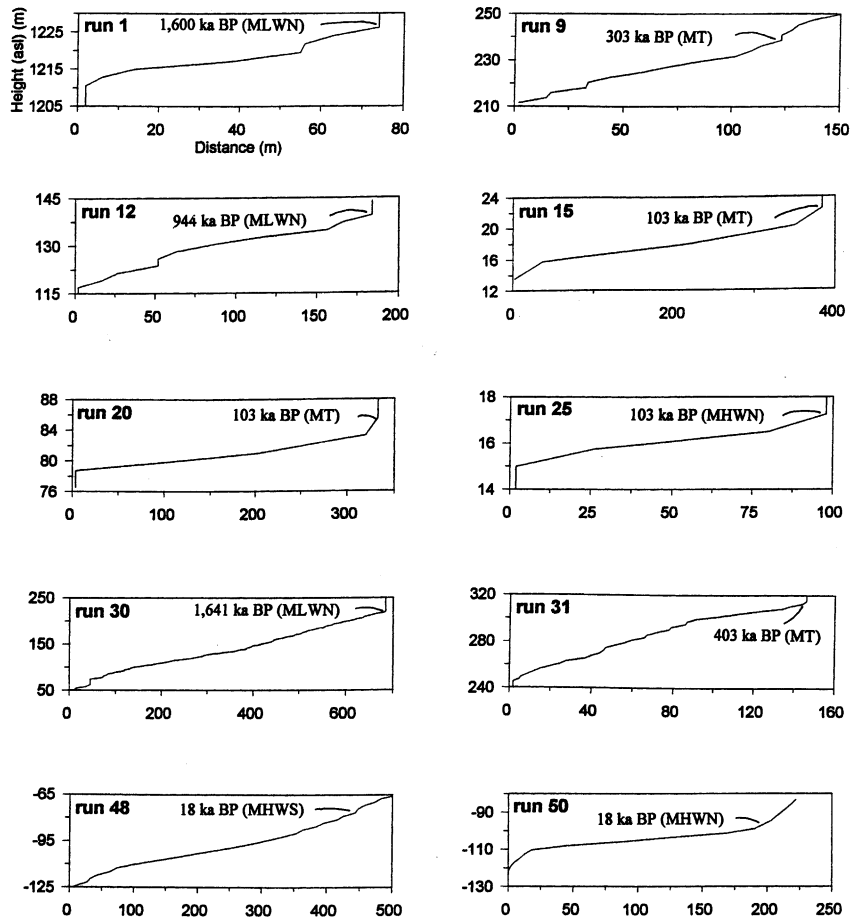 Height (asl) (m)
1225
1215
1205
run 1
1,600 ka BP (MLWN)
0 20 40 60 80
Distance (m)
250
230
210
run 9
303 ka BP (MT)
0 50 100 150
145
130
115
run 12
944 ka BP (MLWN)
0 50 100 150 200
24
20
16
12
run 15
103 ka BP (MT)
0 200 400
88
84
80
76
run 20
103 ka BP (MT)
0 100 200 300
18
16
14
run 25
103 ka BP (MHWN)
0 25 50 75 100
250
150
50
run 30
1,641 ka BP (MLWN)
0 200 400 600
320
280
240
run 31
403 ka BP (MT)
0 40 80 120 160
-65
-95
-125
run 48
18 ka BP (MHWS)
0 100 200 300 400 500
-90
-110
-130
run 50
18 ka BP (MHWN)
0 50 100 150 200 250